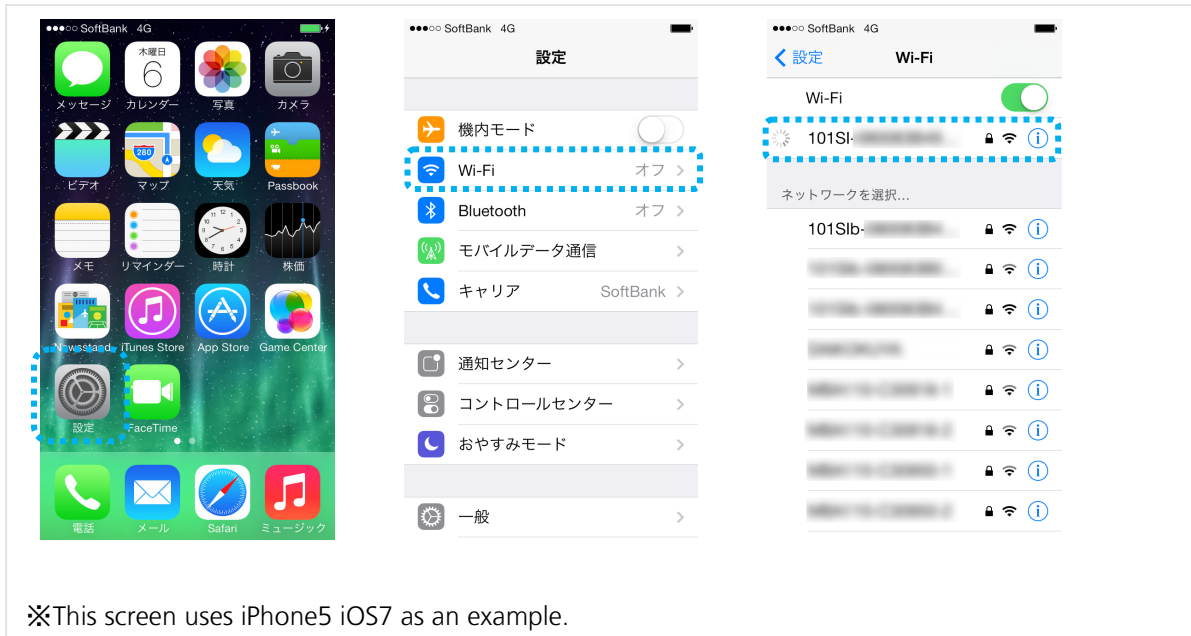 SoftBank 4G
木曜日
6
メッセージ カレンダー 写真 カメラ
280
ビデオ マップ 天気 Passbook
メモ リマインダー 時計 株価
Newsstand iTunes Store App Store Game Center
設定 FaceTime
電話 メール Safari ミュージック
SoftBank 4G
設定
機内モード
Wi-Fi オフ
Bluetooth オフ
モバイルデータ通信
キャリア SoftBank
通知センター
コントロールセンター
おやすみモード
一般
SoftBank 4G
設定 Wi-Fi
Wi-Fi
101SI-
ネットワークを選択...
101SIb-
※This screen uses iPhone5 iOS7 as an example.